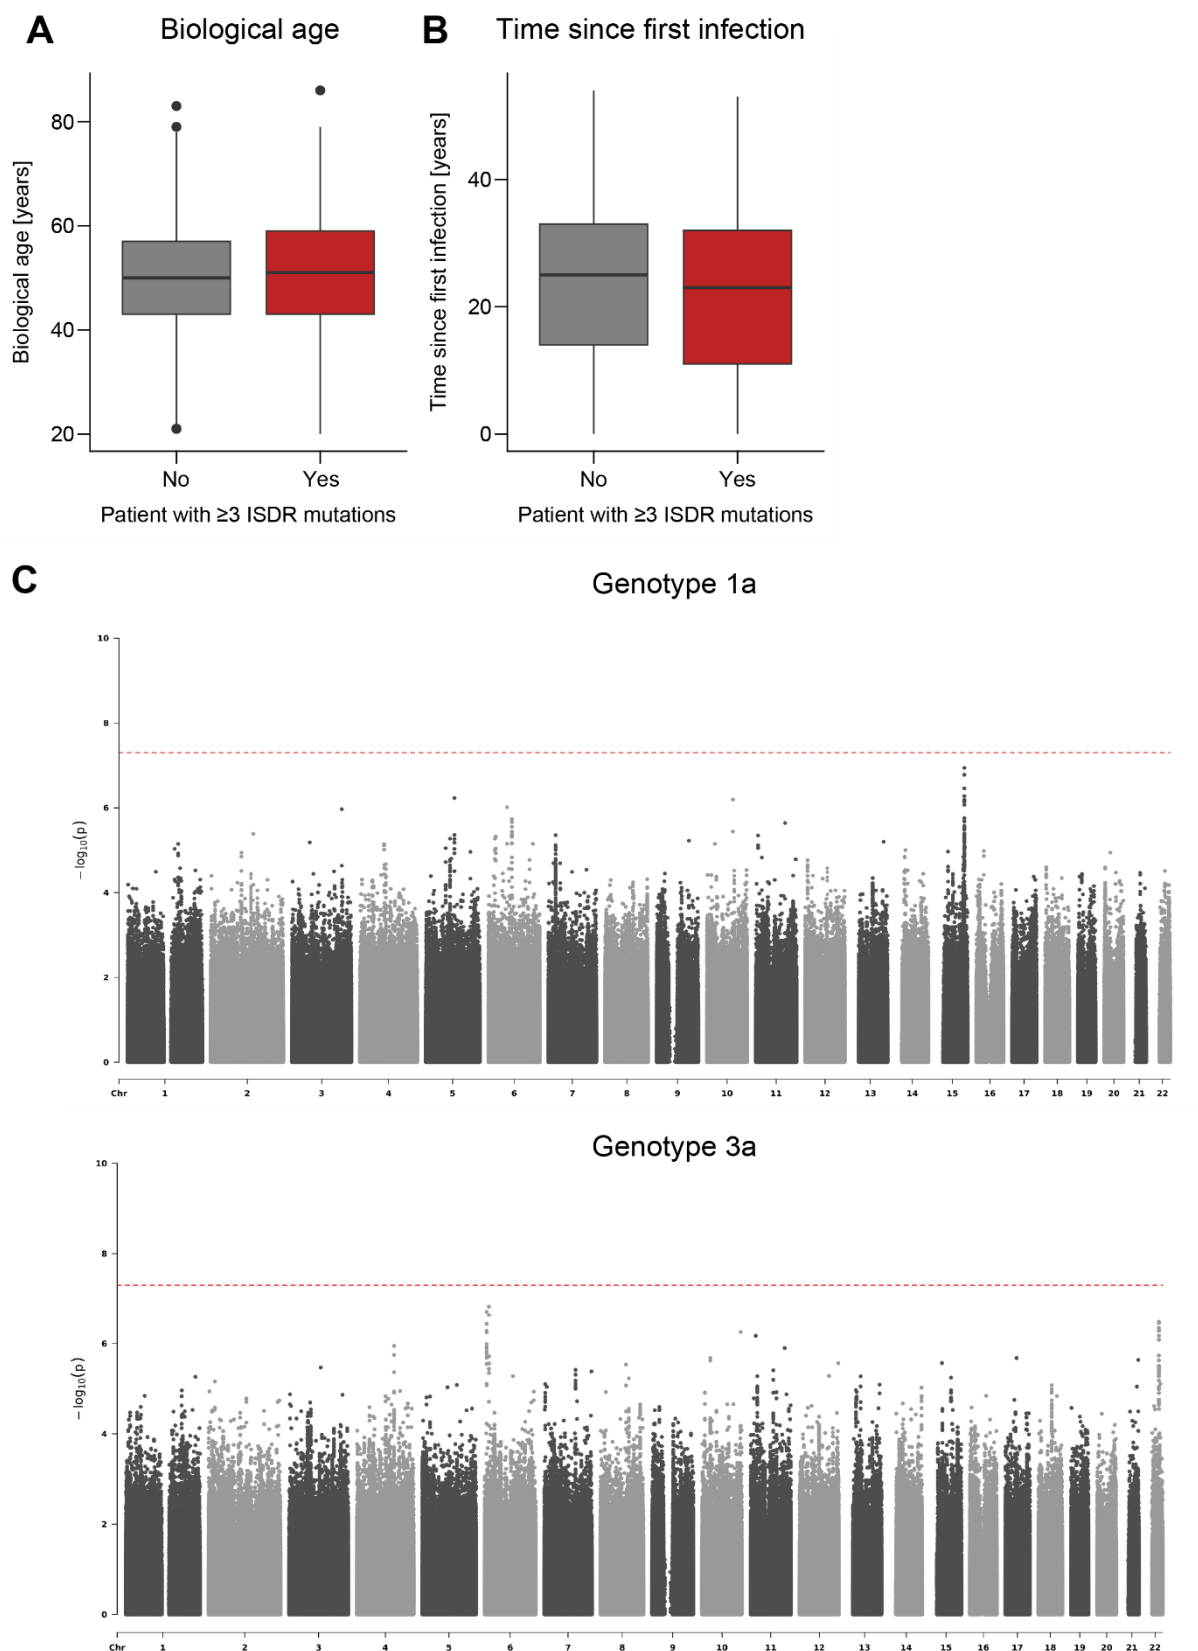 A Biological age
B Time since first infection
Biological age [years]
80
60
40
20
No Yes
Patient with ≥3 ISDR mutations
Time since first infection [years]
40
20
0
No Yes
Patient with ≥3 ISDR mutations
C Genotype 1a
10
8
6
4
2
0
−log10(p)
Chr 1 2 3 4 5 6 7 8 9 10 11 12 13 14 15 16 17 18 19 20 21 22
Genotype 3a
10
8
6
4
2
0
−log10(p)
Chr 1 2 3 4 5 6 7 8 9 10 11 12 13 14 15 16 17 18 19 20 21 22